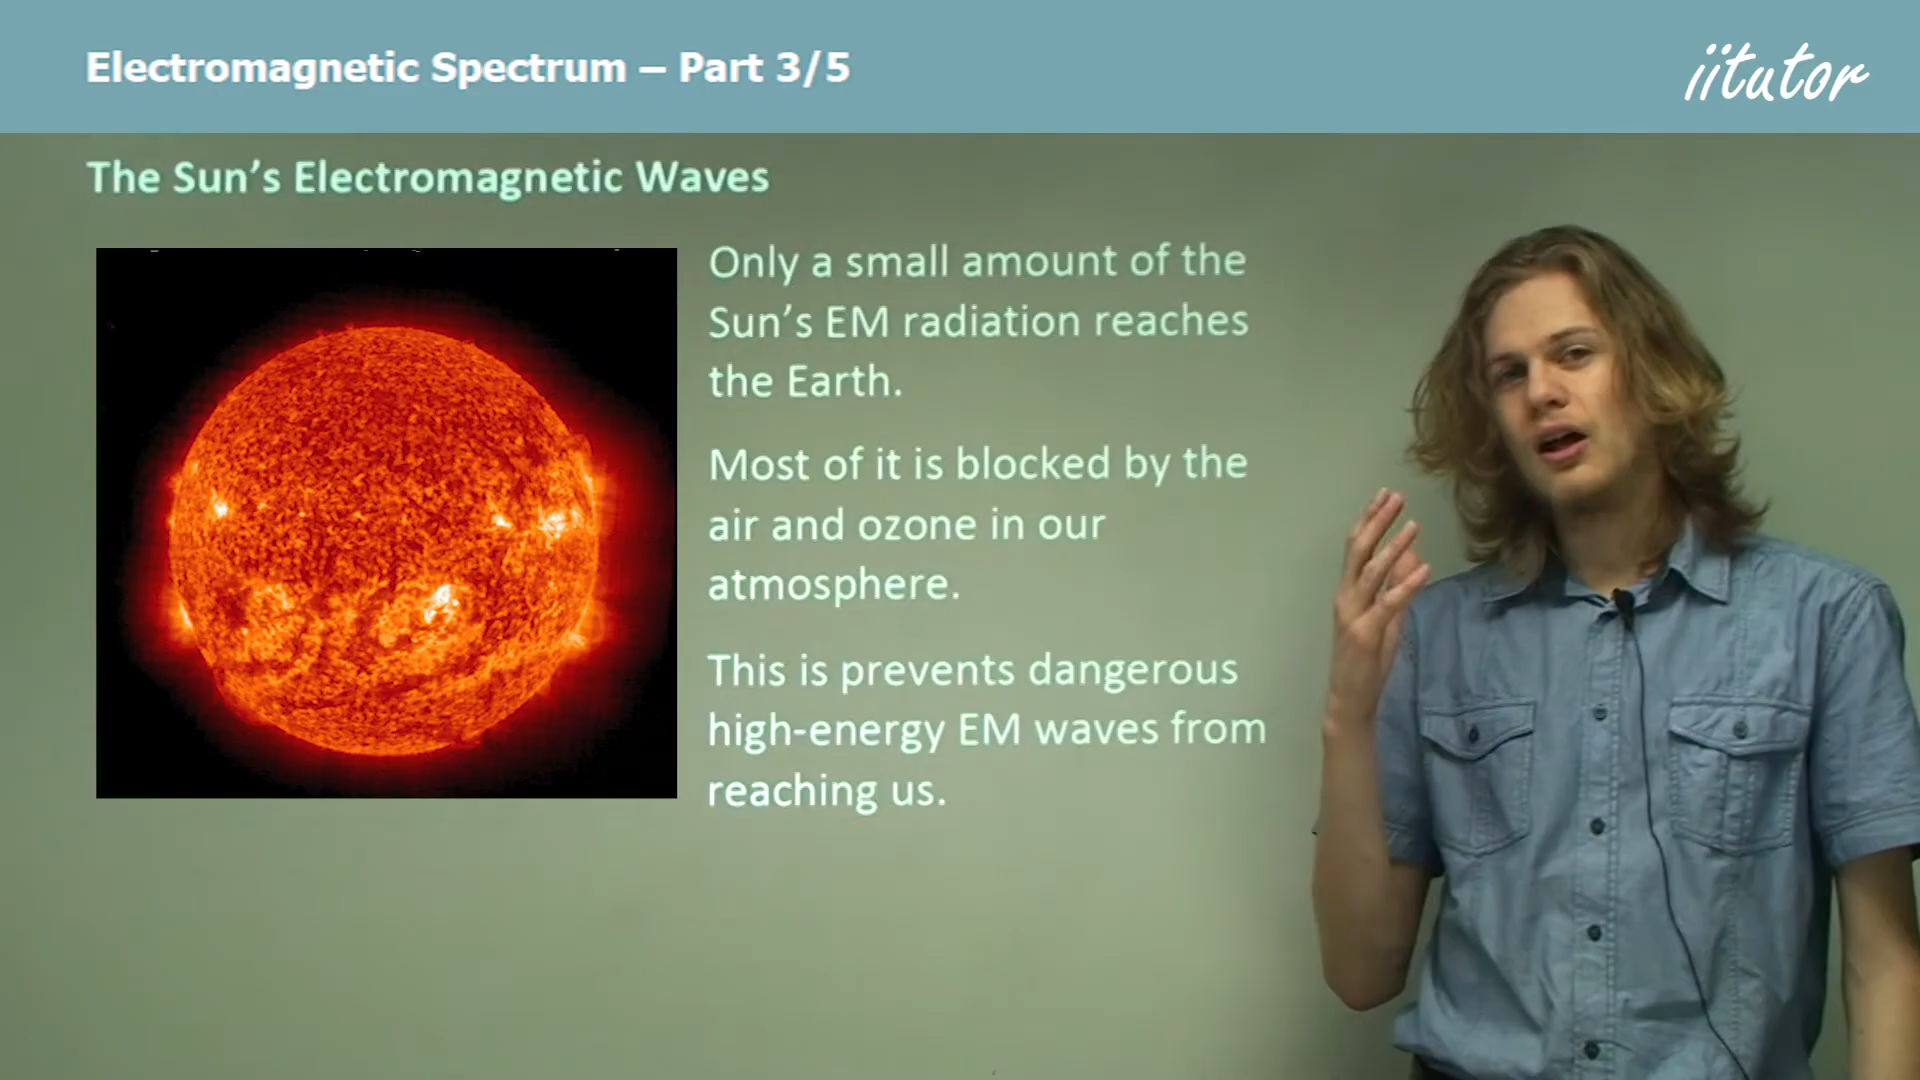 Electromagnetic Spectrum – Part 3/5
iitutor
The Sun's Electromagnetic Waves
Only a small amount of the
Sun's EM radiation reaches
the Earth.
Most of it is blocked by the
air and ozone in our
atmosphere.
This is prevents dangerous
high-energy EM waves from
reaching us.